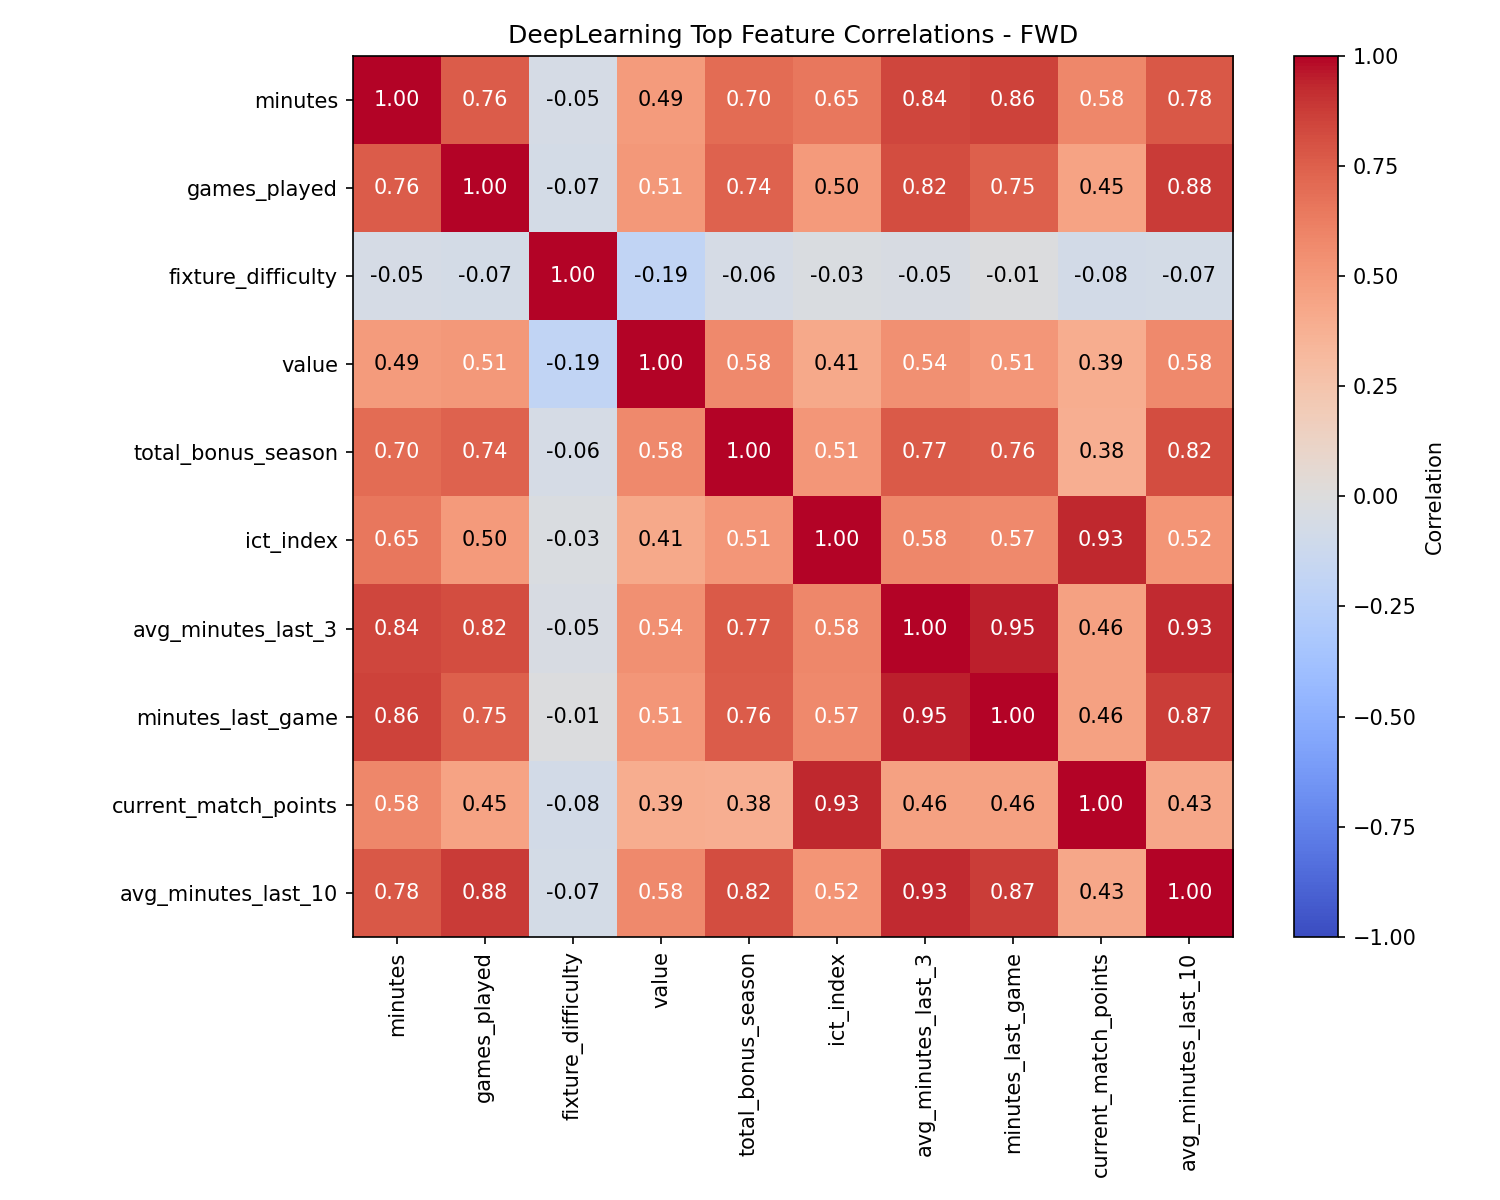 DeepLearning Top Feature Correlations - FWD
minutes 1.00 0.76 -0.05 0.49 0.70 0.65 0.84 0.86 0.58 0.78
games_played 0.76 1.00 -0.07 0.51 0.74 0.50 0.82 0.75 0.45 0.88
fixture_difficulty -0.05 -0.07 1.00 -0.19 -0.06 -0.03 -0.05 -0.01 -0.08 -0.07
value 0.49 0.51 -0.19 1.00 0.58 0.41 0.54 0.51 0.39 0.58
total_bonus_season 0.70 0.74 -0.06 0.58 1.00 0.51 0.77 0.76 0.38 0.82
ict_index 0.65 0.50 -0.03 0.41 0.51 1.00 0.58 0.57 0.93 0.52
avg_minutes_last_3 0.84 0.82 -0.05 0.54 0.77 0.58 1.00 0.95 0.46 0.93
minutes_last_game 0.86 0.75 -0.01 0.51 0.76 0.57 0.95 1.00 0.46 0.87
current_match_points 0.58 0.45 -0.08 0.39 0.38 0.93 0.46 0.46 1.00 0.43
avg_minutes_last_10 0.78 0.88 -0.07 0.58 0.82 0.52 0.93 0.87 0.43 1.00
minutes
games_played
fixture_difficulty
value
total_bonus_season
ict_index
avg_minutes_last_3
minutes_last_game
current_match_points
avg_minutes_last_10
1.00
0.75
0.50
0.25
0.00
−0.25
−0.50
−0.75
−1.00
Correlation